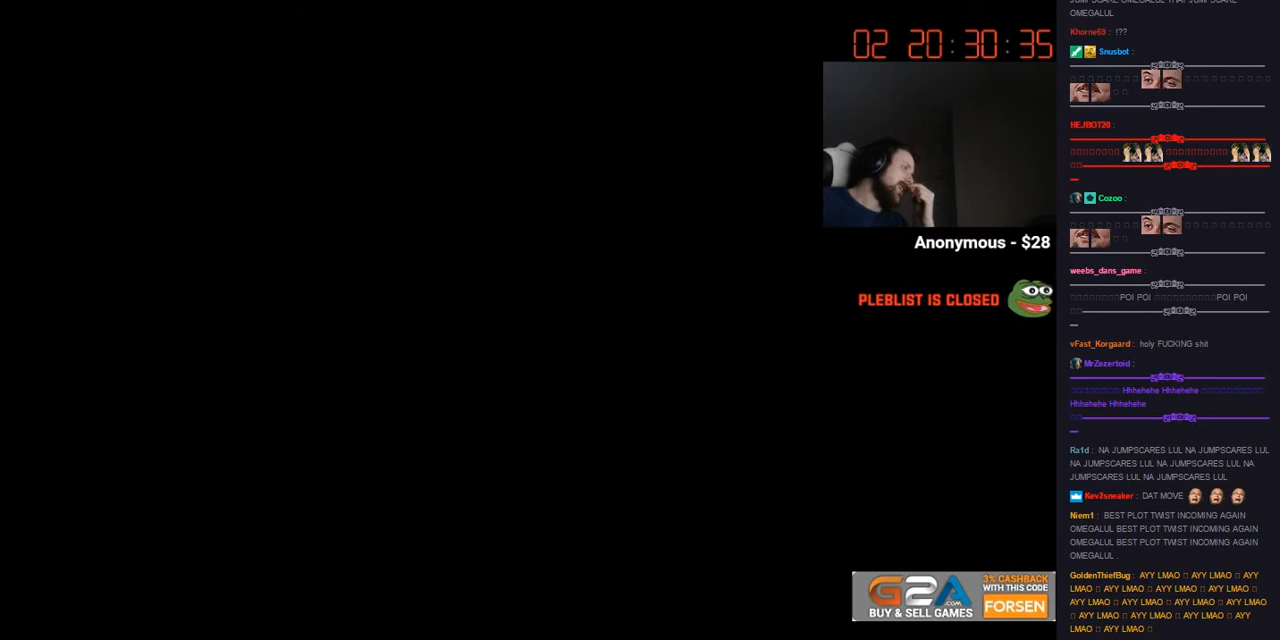 OMEGALUL
02 20:30:35
Khorne69 : !??
Snusbot :
HEJBOT20 :
Cozoo :
Anonymous - $28
weebs_dans_game :
POI POI POI POI
PLEBLIST IS CLOSED
vFast_Korgaard : holy FUCKING shit
MrZezertoid :
Hhhehehe Hhhehehe
Hhhehehe Hhhehehe
Ra1d : NA JUMPSCARES LUL NA JUMPSCARES LUL
NA JUMPSCARES LUL NA JUMPSCARES LUL NA
JUMPSCARES LUL NA JUMPSCARES LUL
Kev2sneaker : DAT MOVE
Niem1 : BEST PLOT TWIST INCOMING AGAIN
OMEGALUL BEST PLOT TWIST INCOMING AGAIN
OMEGALUL BEST PLOT TWIST INCOMING AGAIN
OMEGALUL .
GoldenThiefBug : AYY LMAO AYY LMAO AYY
LMAO AYY LMAO AYY LMAO AYY LMAO
AYY LMAO AYY LMAO AYY LMAO AYY LMAO
AYY LMAO AYY LMAO AYY LMAO AYY
LMAO AYY LMAO
G2A.COM
BUY & SELL GAMES
3% CASHBACK
WITH THIS CODE
FORSEN